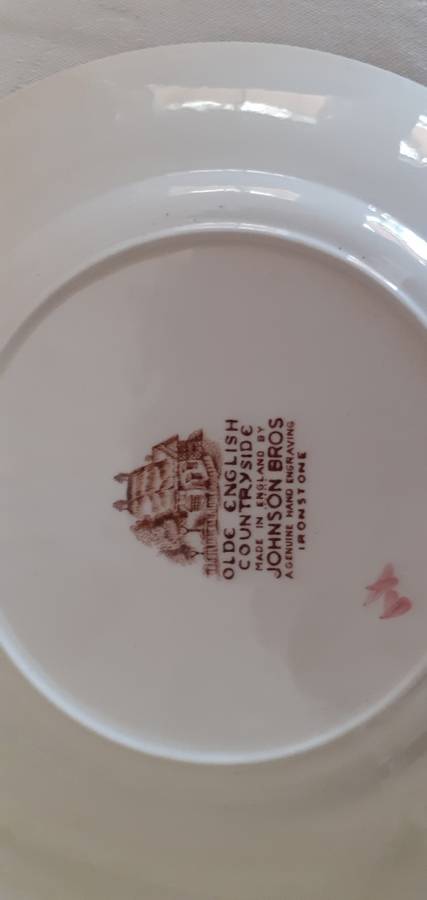 OLDE ENGLISH
COUNTRYSIDE
MADE IN ENGLAND BY
JOHNSON BROS
A GENUINE HAND ENGRAVING
IRONSTONE